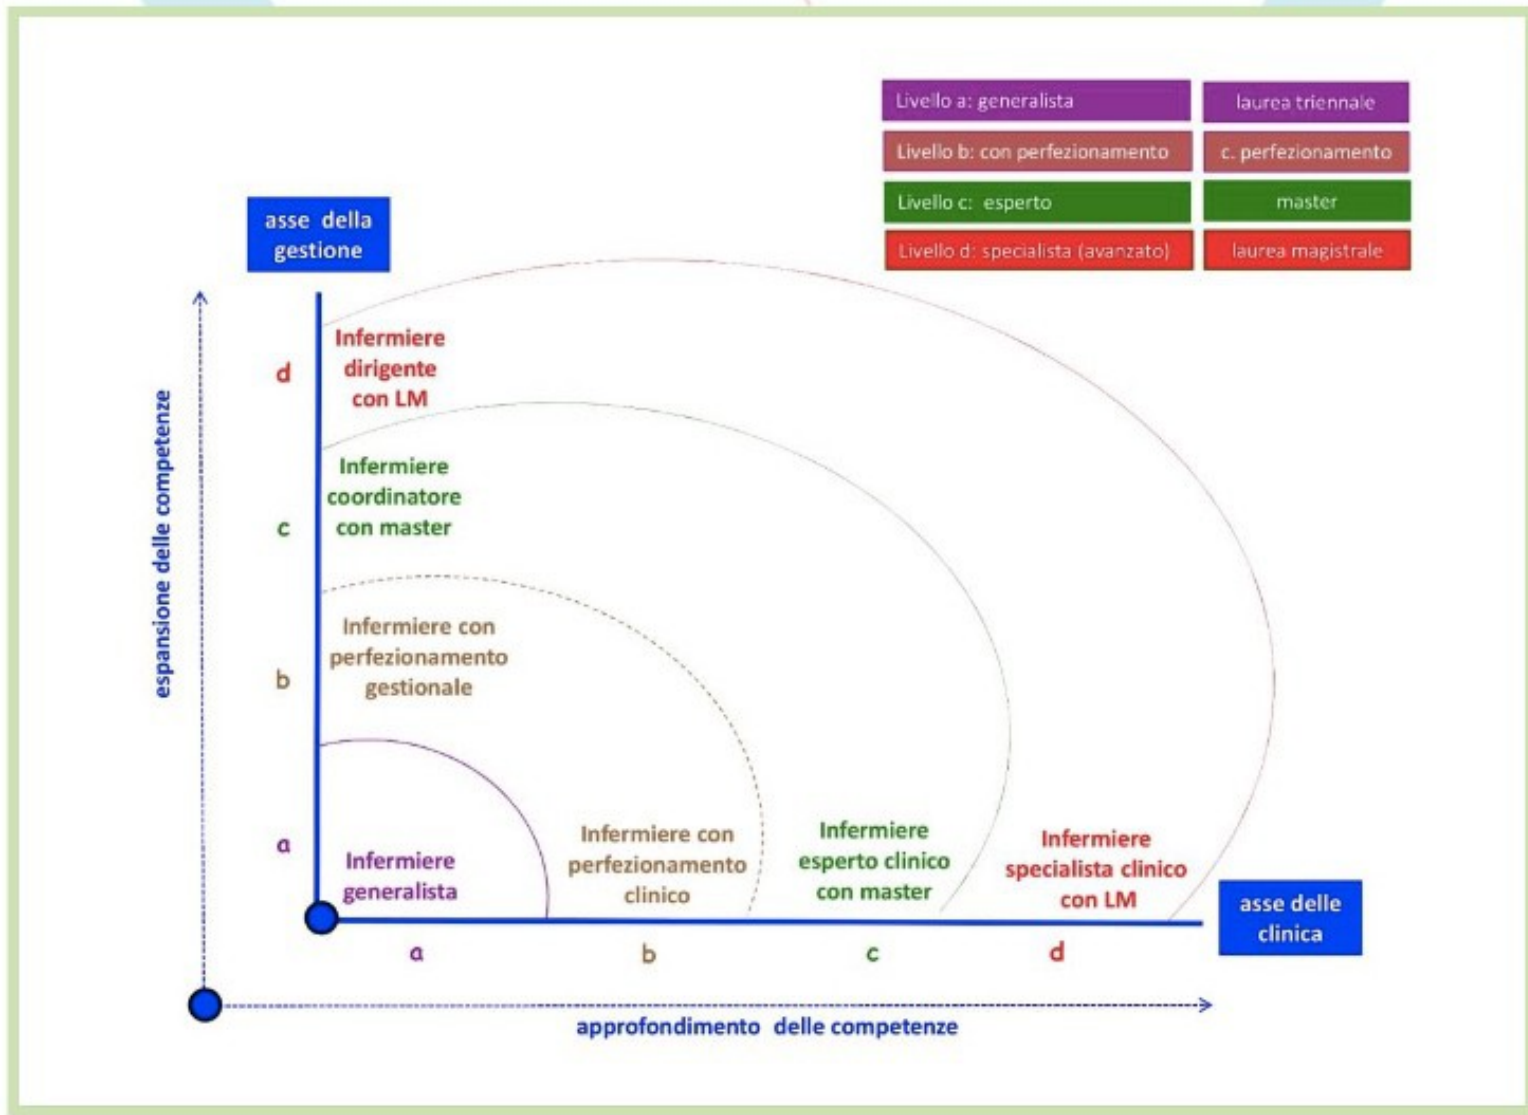 Livello a: generalista
laurea triennale
Livello b: con perfezionamento
c. perfezionamento
Livello c: esperto
master
Livello d: specialista (avanzato)
laurea magistrale
asse della
gestione
espansione delle competenze
d
Infermiere
dirigente
con LM
c
Infermiere
coordinatore
con master
b
Infermiere con
perfezionamento
gestionale
a
Infermiere
generalista
Infermiere con
perfezionamento
clinico
Infermiere
esperto clinico
con master
Infermiere
specialista clinico
con LM
asse delle
clinica
a
b
c
d
approfondimento delle competenze